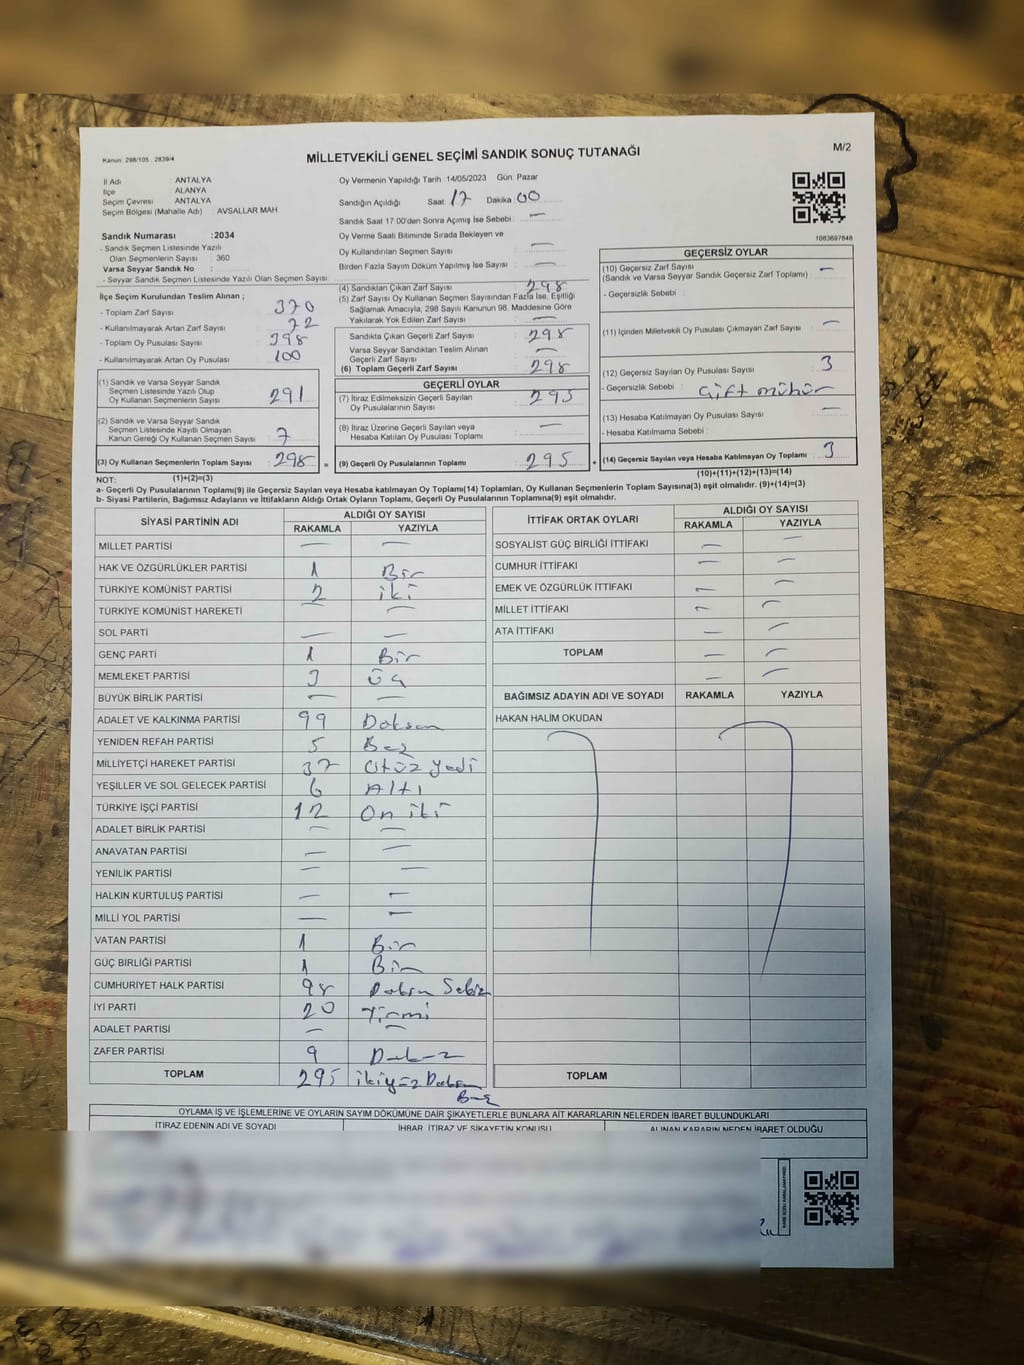 Kanun: 298/105 , 2839/4
MİLLETVEKİLİ GENEL SEÇİMİ SANDIK SONUÇ TUTANAĞI
M/2
İl Adı : ANTALYA
İlçe : ALANYA
Seçim Çevresi : ANTALYA
Seçim Bölgesi (Mahalle Adı) : AVSALLAR MAH
Oy Vermenin Yapıldığı Tarih :14/05/2023 Gün: Pazar
Sandığın Açıldığı Saat: 17 Dakika: 00
Sandık Saat 17:00'den Sonra Açımış İse Sebebi: —
Oy Verme Saati Bitiminde Sırada Bekleyen ve
Oy Kullandırılan Seçmen Sayısı : —
Birden Fazla Sayım Döküm Yapılmış İse Sayısı : —
1083697848
Sandık Numarası :2034
- Sandık Seçmen Listesinde Yazılı
Olan Seçmenlerin Sayısı : 360
Varsa Seyyar Sandık No :
- Seyyar Sandık Seçmen Listesinde Yazılı Olan Seçmen Sayısı:
İlçe Seçim Kurulundan Teslim Alınan ;
- Toplam Zarf Sayısı : 370
- Kullanılmayarak Artan Zarf Sayısı : 72
- Toplam Oy Pusulası Sayısı : 398
- Kullanılmayarak Artan Oy Pusulası : 100
(1) Sandık ve Varsa Seyyar Sandık
Seçmen Listesinde Yazılı Olup
Oy Kullanan Seçmenlerin Sayısı : 291
(2) Sandık ve Varsa Seyyar Sandık
Seçmen Listesinde Kayıtlı Olmayan
Kanun Gereği Oy Kullanan Seçmen Sayısı : 7
(3) Oy Kullanan Seçmenlerin Toplam Sayısı : 298
(4) Sandıktan Çıkan Zarf Sayısı : 298
(5) Zarf Sayısı Oy Kullanan Seçmen Sayısından Fazla İse, Eşitliği
Sağlamak Amacıyla, 298 Sayılı Kanunun 98. Maddesine Göre
Yakılarak Yok Edilen Zarf Sayısı : —
Sandıkta Çıkan Geçerli Zarf Sayısı : 298
Varsa Seyyar Sandıktan Teslim Alınan
Geçerli Zarf Sayısı : —
(6) Toplam Geçerli Zarf Sayısı : 298
GEÇERLİ OYLAR
(7) İtiraz Edilmeksizin Geçerli Sayılan
Oy Pusulalarının Sayısı : 295
(8) İtiraz Üzerine Geçerli Sayılan veya
Hesaba Katılan Oy Pusulası Toplamı : —
= (9) Geçerli Oy Pusulalarının Toplamı : 295 +
GEÇERSİZ OYLAR
(10) Geçersiz Zarf Sayısı : —
(Sandık ve Varsa Seyyar Sandık Geçersiz Zarf Toplamı)
- Geçersizlik Sebebi :
(11) İçinden Milletvekili Oy Pusulası Çıkmayan Zarf Sayısı : —
(12) Geçersiz Sayılan Oy Pusulası Sayısı : 3
- Geçersizlik Sebebi : Çift mühür
(13) Hesaba Katılmayan Oy Pusulası Sayısı : —
- Hesaba Katılmama Sebebi :
(14) Geçersiz Sayılan veya Hesaba Katılmayan Oy Toplamı : 3
NOT: (1)+(2)=(3) (10)+(11)+(12)+(13)=(14)
a- Geçerli Oy Pusulalarının Toplamı(9) ile Geçersiz Sayılan veya Hesaba katılmayan Oy Toplamı(14) Toplamları, Oy Kullanan Seçmenlerin Toplam Sayısına(3) eşit olmalıdır. (9)+(14)=(3)
b- Siyasi Partilerin, Bağımsız Adayların ve İttifakların Aldığı Ortak Oyların Toplamı, Geçerli Oy Pusulalarının Toplamına(9) eşit olmalıdır.
SİYASİ PARTİNİN ADI ALDIĞI OY SAYISI
RAKAMLA YAZIYLA
MİLLET PARTİSİ — —
HAK VE ÖZGÜRLÜKLER PARTİSİ 1 Bir
TÜRKİYE KOMÜNİST PARTİSİ 2 iki
TÜRKİYE KOMÜNİST HAREKETİ — —
SOL PARTİ — —
GENÇ PARTİ 1 Bir
MEMLEKET PARTİSİ 3 üç
BÜYÜK BİRLİK PARTİSİ — —
ADALET VE KALKINMA PARTİSİ 99 Doksan
YENİDEN REFAH PARTİSİ 5 Beş
MİLLİYETÇİ HAREKET PARTİSİ 37 Otuz yedi
YEŞİLLER VE SOL GELECEK PARTİSİ 6 Altı
TÜRKİYE İŞÇİ PARTİSİ 12 On iki
ADALET BİRLİK PARTİSİ — —
ANAVATAN PARTİSİ — —
YENİLİK PARTİSİ — —
HALKIN KURTULUŞ PARTİSİ — —
MİLLİ YOL PARTİSİ — —
VATAN PARTİSİ 1 Bir
GÜÇ BİRLİĞİ PARTİSİ 1 Bir
CUMHURİYET HALK PARTİSİ 98 Doksan Sekiz
İYİ PARTİ 20 Yirmi
ADALET PARTİSİ — —
ZAFER PARTİSİ 9 Dokuz
TOPLAM 295 ikiyüz Doksan
Beş
İTTİFAK ORTAK OYLARI ALDIĞI OY SAYISI
RAKAMLA YAZIYLA
SOSYALİST GÜÇ BİRLİĞİ İTTİFAKI — —
CUMHUR İTTİFAKI — —
EMEK VE ÖZGÜRLÜK İTTİFAKI — —
MİLLET İTTİFAKI — —
ATA İTTİFAKI — —
TOPLAM — —
— —
BAĞIMSIZ ADAYIN ADI VE SOYADI RAKAMLA YAZIYLA
HAKAN HALİM OKUDAN
TOPLAM
OYLAMA İŞ VE İŞLEMLERİNE VE OYLARIN SAYIM DÖKÜMÜNE DAİR ŞİKAYETLERLE BUNLARA AİT KARARLARIN NELERDEN İBARET BULUNDUKLARI
İTİRAZ EDENİN ADI VE SOYADI İHBAR, İTİRAZ VE ŞİKAYETİN KONUSU ALINAN KARARIN NEDEN İBARET OLDUĞU